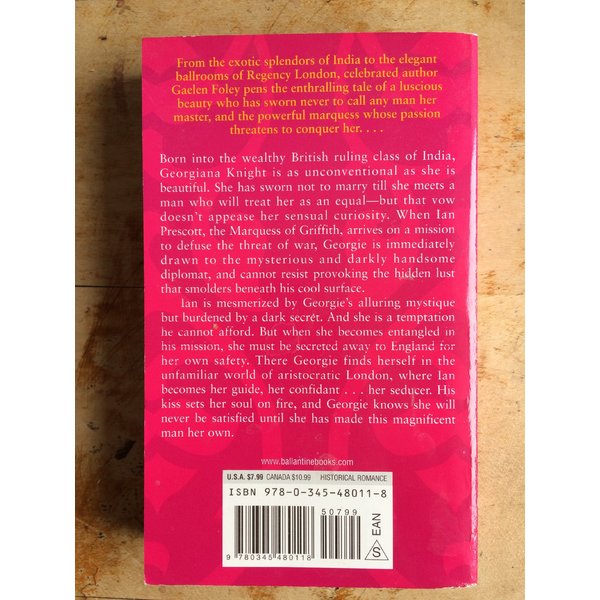 From the exotic splendors of India to the elegant
ballrooms of Regency London, celebrated author
Gaelen Foley pens the enthralling tale of a luscious
beauty who has sworn never to call any man her
master, and the powerful marquess whose passion
threatens to conquer her. . . .
Born into the wealthy British ruling class of India,
Georgiana Knight is as unconventional as she is
beautiful. She has sworn not to marry till she meets a
man who will treat her as an equal—but that vow
doesn't appease her sensual curiosity. When Ian
Prescott, the Marquess of Griffith, arrives on a mission
to defuse the threat of war, Georgie is immediately
drawn to the mysterious and darkly handsome
diplomat, and cannot resist provoking the hidden lust
that smolders beneath his cool surface.
Ian is mesmerized by Georgie's alluring mystique
but burdened by a dark secret. And she is a temptation
he cannot afford. But when she becomes entangled in
his mission, she must be secreted away to England for
her own safety. There Georgie finds herself in the
unfamiliar world of aristocratic London, where Ian
becomes her guide, her confidant . . . her seducer. His
kiss sets her soul on fire, and Georgie knows she will
never be satisfied until she has made this magnificent
man her own.
www.ballantinebooks.com
U.S.A. $7.99 CANADA $10.99 HISTORICAL ROMANCE
ISBN 978-0-345-48011-8
50799
9 780345 480118
S EAN